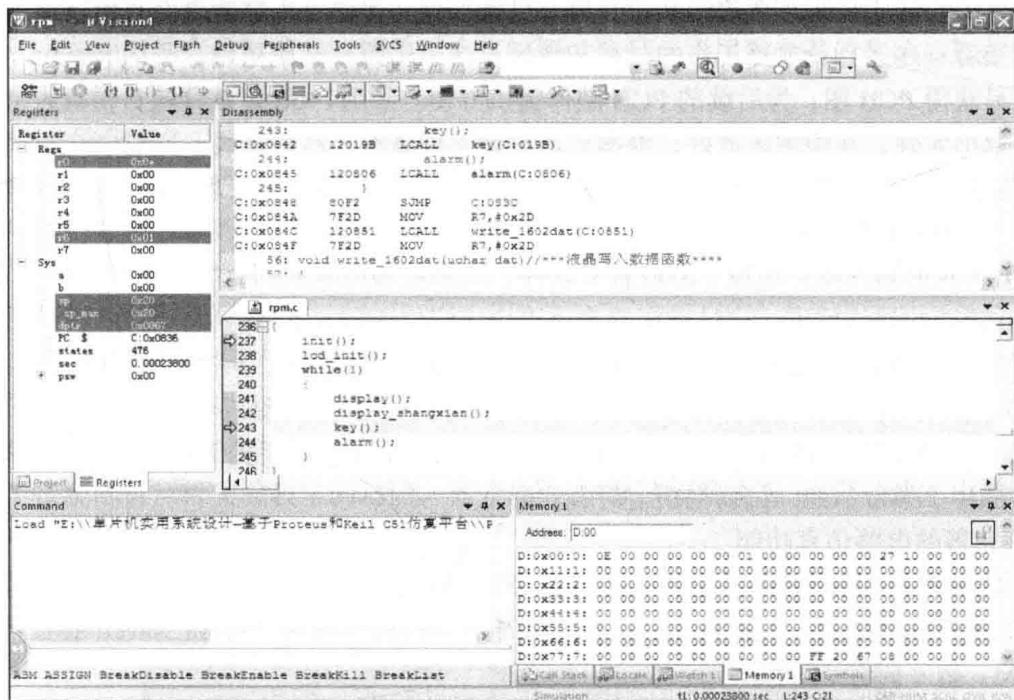 rpm - µVision4
File Edit View Project Flash Debug Peripherals Tools SVCS Window Help
Registers
Register Value
Regs
r0 0x0e
r1 0x00
r2 0x00
r3 0x00
r4 0x00
r5 0x00
r6 0x01
r7 0x00
Sys
a 0x00
b 0x00
sp 0x20
sp_max 0x20
dptr 0x0067
PC $ C:0x0836
states 476
sec 0.00023800
psw 0x00
Project Registers
Disassembly
243: key();
C:0x0842 12019B LCALL key(C:019B)
244: alarm();
C:0x0845 120806 LCALL alarm(C:0806)
245: }
C:0x0848 80F2 SJMP C:083C
C:0x084A 7F2D MOV R7,#0x2D
C:0x084C 120851 LCALL write_1602dat(C:0851)
C:0x084F 7F2D MOV R7,#0x2D
56: void write_1602dat(uchar dat)//***液晶写入数据函数****
57: {
rpm.c
236 {
237 init();
238 lcd_init();
239 while(1)
240 {
241 display();
242 display_shangxian();
243 key();
244 alarm();
245 }
246 }
Command
Load "E:\\单片机实用系统设计-基于Proteus和Keil C51仿真平台\\P
ASM ASSIGN BreakDisable BreakEnable BreakKill BreakList
Memory 1
Address: D:00
D:0x00:0: 0E 00 00 00 00 00 01 00 00 00 00 00 27 10 00 00 00
D:0x11:1: 00 00 00 00 00 00 00 00 00 00 00 00 00 00 00 00 00
D:0x22:2: 00 00 00 00 00 00 00 00 00 00 00 00 00 00 00 00 00
D:0x33:3: 00 00 00 00 00 00 00 00 00 00 00 00 00 00 00 00 00
D:0x44:4: 00 00 00 00 00 00 00 00 00 00 00 00 00 00 00 00 00
D:0x55:5: 00 00 00 00 00 00 00 00 00 00 00 00 00 00 00 00 00
D:0x66:6: 00 00 00 00 00 00 00 00 00 00 00 00 00 00 00 00 00
D:0x77:7: 00 00 00 00 00 00 00 00 00 FF 20 67 08 00 00 00 00
Call Stack Locals Watch 1 Memory 1 Symbols
Simulation t1: 0.00023800 sec L:243 C:21